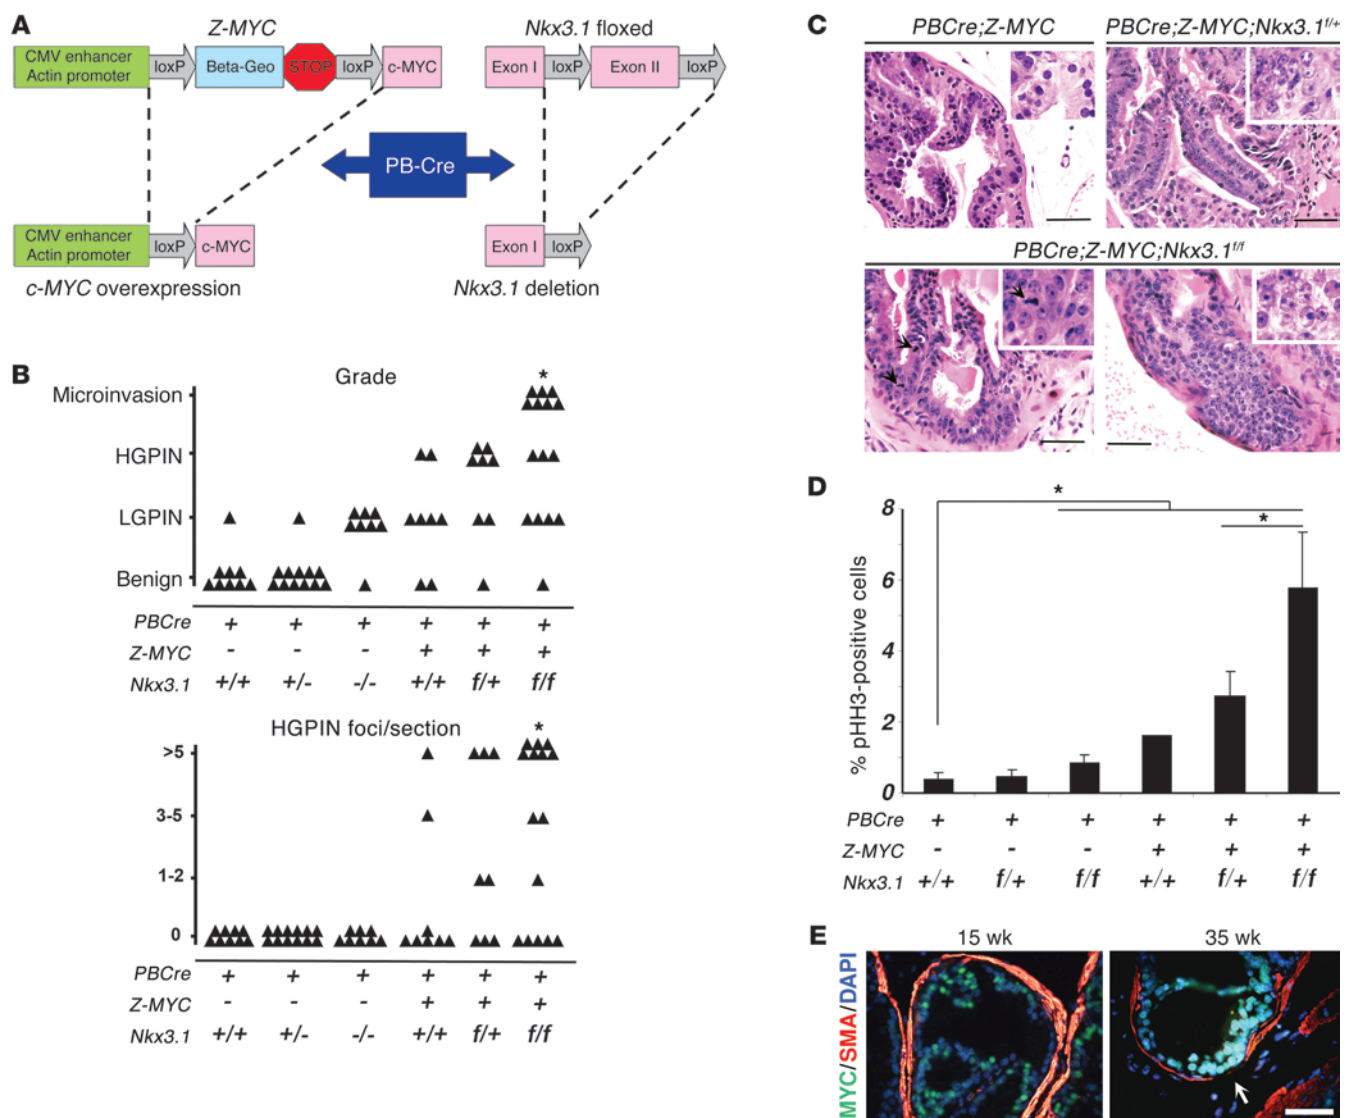 A
Z-MYC
Nkx3.1 floxed
CMV enhancer
Actin promoter
loxP
Beta-Geo
STOP
loxP
c-MYC
Exon I
loxP
Exon II
loxP
PB-Cre
CMV enhancer
Actin promoter
loxP
c-MYC
Exon I
loxP
c-MYC overexpression
Nkx3.1 deletion
B
Grade
*
Microinvasion
HGPIN
LGPIN
Benign
PBCre + + + + + +
Z-MYC - - - + + +
Nkx3.1 +/+ +/- -/- +/+ f/+ f/f
HGPIN foci/section
*
>5
3-5
1-2
0
PBCre + + + + + +
Z-MYC - - - + + +
Nkx3.1 +/+ +/- -/- +/+ f/+ f/f
C
PBCre;Z-MYC
PBCre;Z-MYC;Nkx3.1f/+
PBCre;Z-MYC;Nkx3.1f/f
D
% pHH3-positive cells
8
6
4
2
0
*
*
PBCre + + + + + +
Z-MYC - - - + + +
Nkx3.1 +/+ f/+ f/f +/+ f/+ f/f
E
15 wk
35 wk
MYC/SMA/DAPI